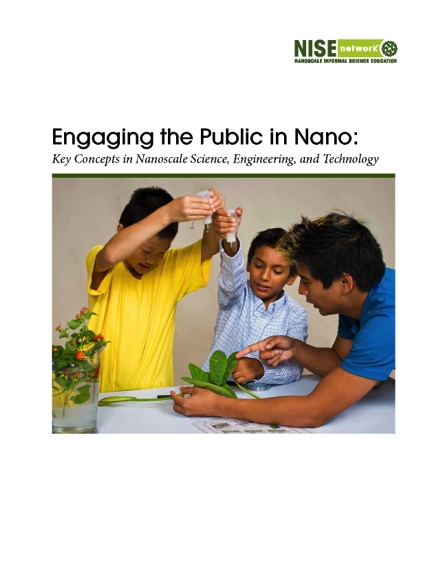 NISE network
NANOSCALE INFORMAL SCIENCE EDUCATION
Engaging the Public in Nano:
Key Concepts in Nanoscale Science, Engineering, and Technology